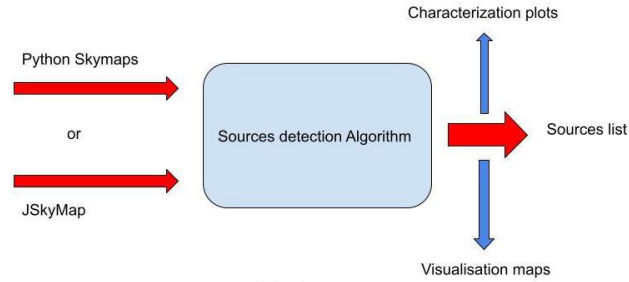 Characterization plots
Python Skymaps
or
Sources detection Algorithm
Sources list
JSkyMap
Visualisation maps